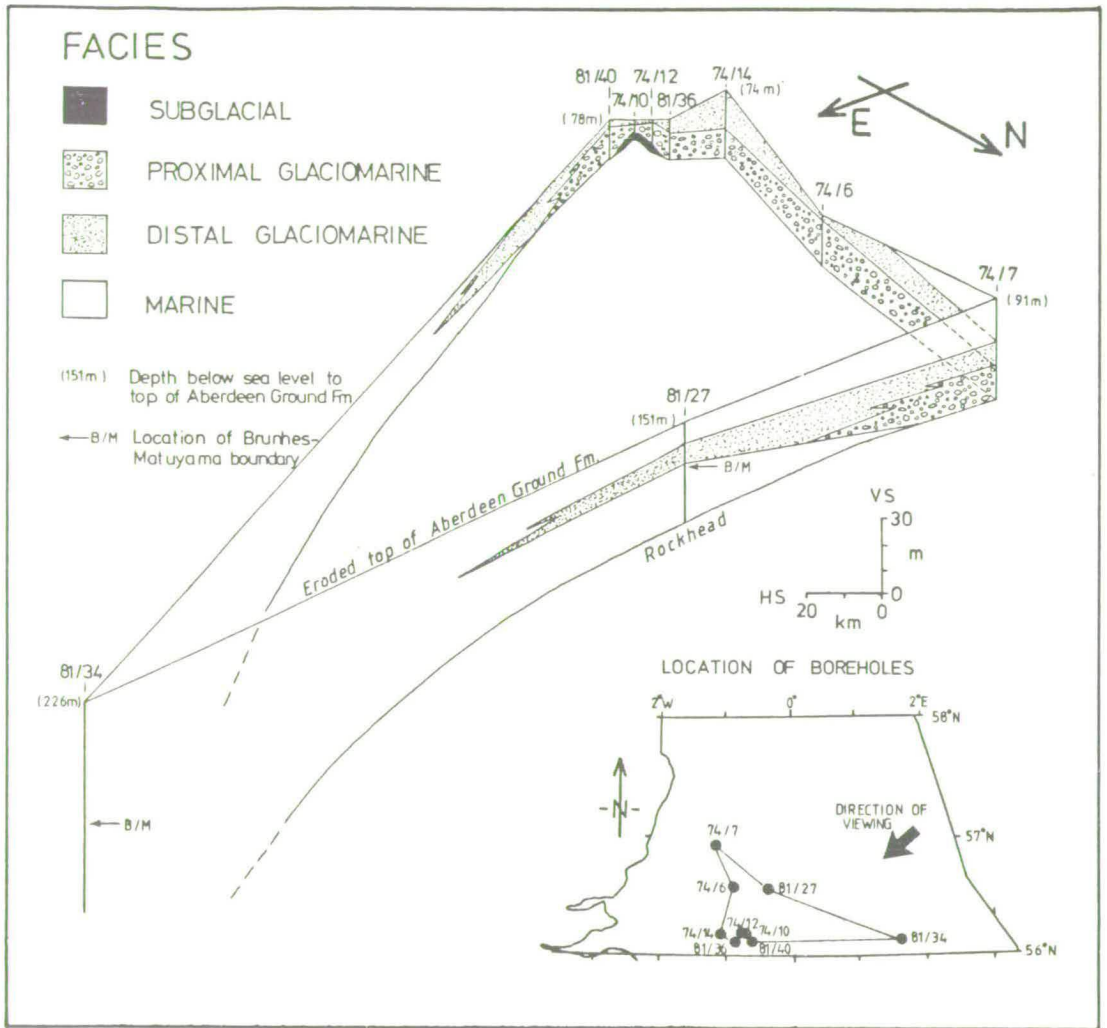 FACIES
SUBGLACIAL
PROXIMAL GLACIOMARINE
DISTAL GLACIOMARINE
MARINE
(151m) Depth below sea level to
top of Aberdeen Ground Fm
B/M Location of Brunhes-
Matuyama boundary
81/40
74/12
74/10
81/36
74/14
(78m)
(74m)
E
N
74/6
74/7
(91m)
81/27
(151m)
B/M
Eroded top of Aberdeen Ground Fm.
Rockhead
VS
30
m
0
HS
20
0
km
81/34
(226m)
B/M
LOCATION OF BOREHOLES
2°W
0°
2°E
58°N
-N-
DIRECTION OF
VIEWING
57°N
74/7
74/6
81/27
74/12
74/14
74/10
81/34
81/36
81/40
56°N